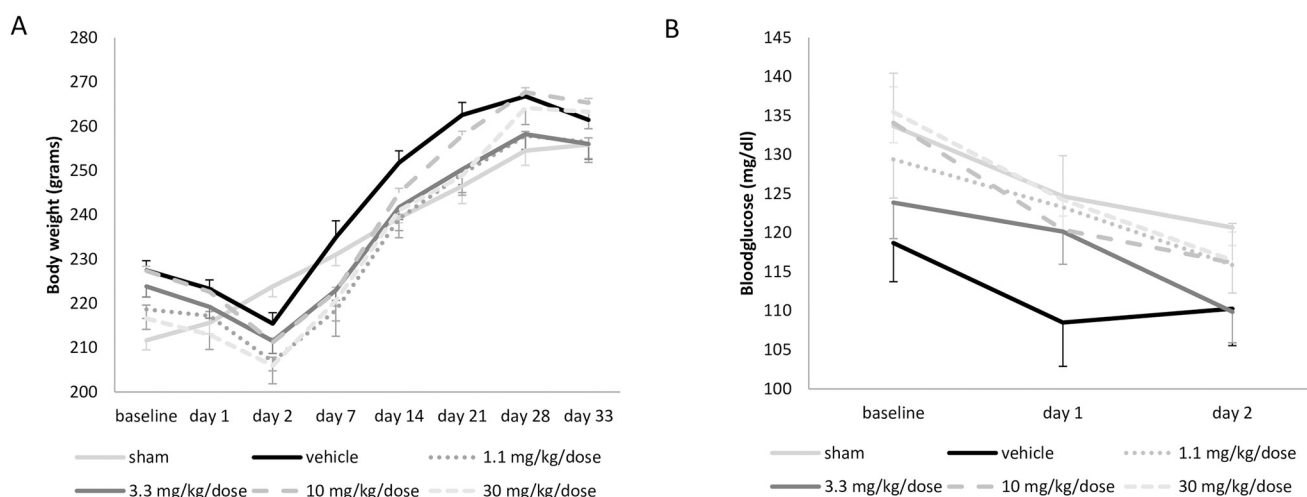 A
Body weight (grams)
280
270
260
250
240
230
220
210
200
baseline day 1 day 2 day 7 day 14 day 21 day 28 day 33
sham vehicle 1.1 mg/kg/dose
3.3 mg/kg/dose 10 mg/kg/dose 30 mg/kg/dose
B
Bloodglucose (mg/dl)
145
140
135
130
125
120
115
110
105
100
baseline day 1 day 2
sham vehicle 1.1 mg/kg/dose
3.3 mg/kg/dose 10 mg/kg/dose 30 mg/kg/dose